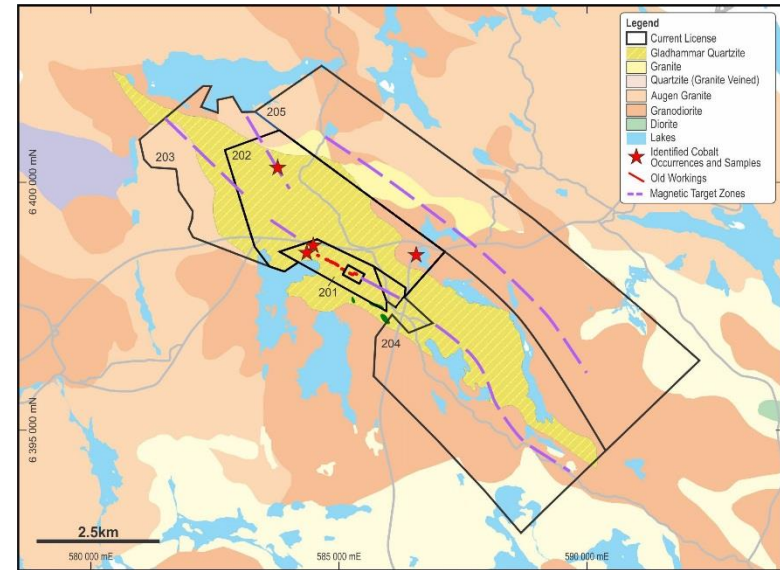 Legend
Current License
Gladhammar Quartzite
Granite
Quartzite (Granite Veined)
Augen Granite
Granodiorite
Diorite
Lakes
Identified Cobalt
Occurrences and Samples
Old Workings
Magnetic Target Zones
205
202
203
201
204
6 400 000 mN
6 395 000 mN
2.5km
580 000 mE
585 000 mE
590 000 mE